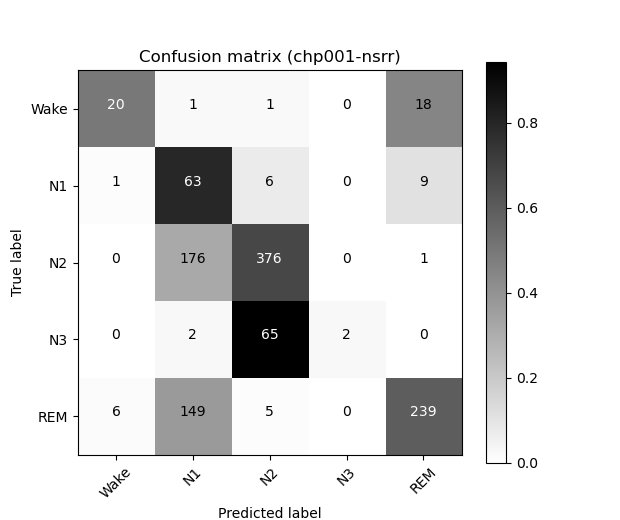 Confusion matrix (chp001-nsrr)
True label
Wake 20 1 1 0 18
N1 1 63 6 0 9
N2 0 176 376 0 1
N3 0 2 65 2 0
REM 6 149 5 0 239
Wake N1 N2 N3 REM
Predicted label
0.8
0.6
0.4
0.2
0.0